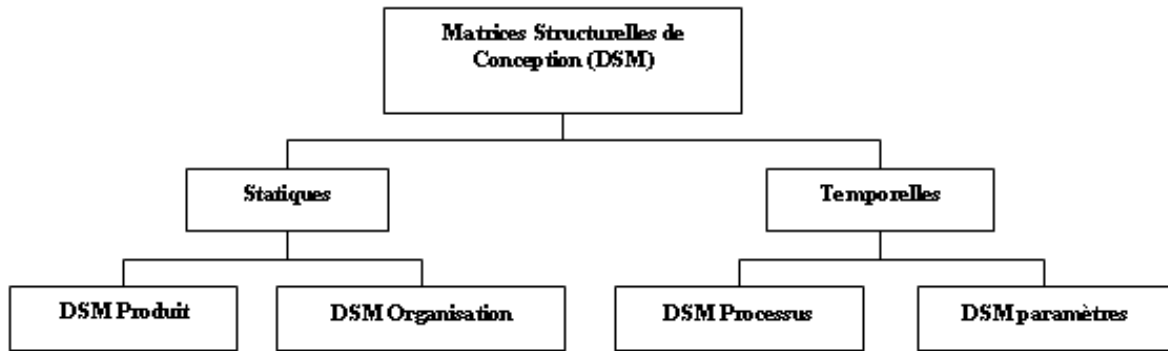 Matrices Structurelles de
Conception (DSM)
Statiques
Temporelles
DSM Produit
DSM Organisation
DSM Processus
DSM paramètres